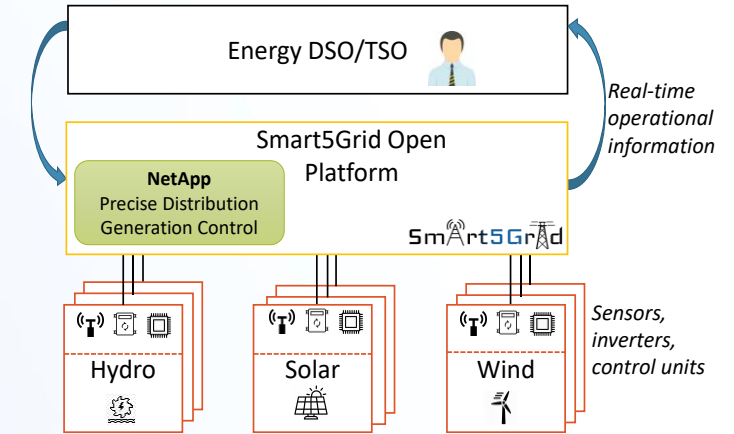 Energy DSO/TSO
Real-time
operational
information
Smart5Grid Open
Platform
NetApp
Precise Distribution
Generation Control
Smart5Grid
Sensors,
inverters,
control units
Hydro
Solar
Wind